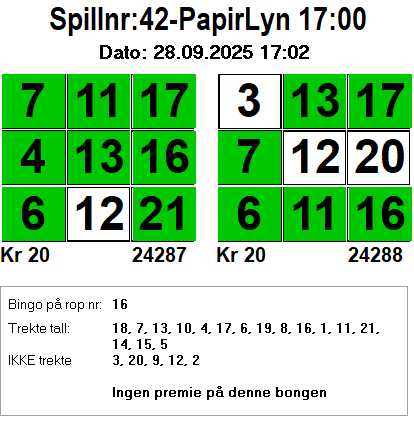 Spillnr:42-PapirLyn 17:00
Dato: 28.09.2025 17:02
7 11 17 3 13 17
4 13 16 7 12 20
6 12 21 6 11 16
Kr 20 24287 Kr 20 24288
Bingo på rop nr: 16
Trekte tall: 18, 7, 13, 10, 4, 17, 6, 19, 8, 16, 1, 11, 21,
14, 15, 5
IKKE trekte 3, 20, 9, 12, 2
Ingen premie på denne bongen